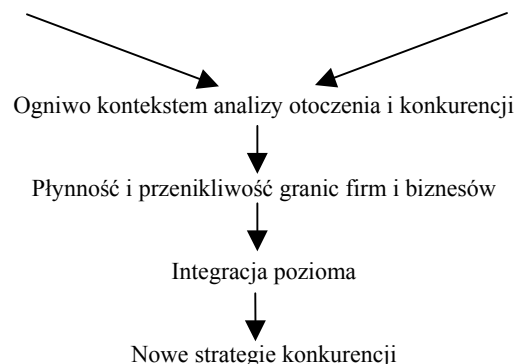 Ogniwo kontekstem analizy otoczenia i konkurencji
Płynność i przenikliwość granic firm i biznesów
Integracja pozioma
Nowe strategie konkurencji